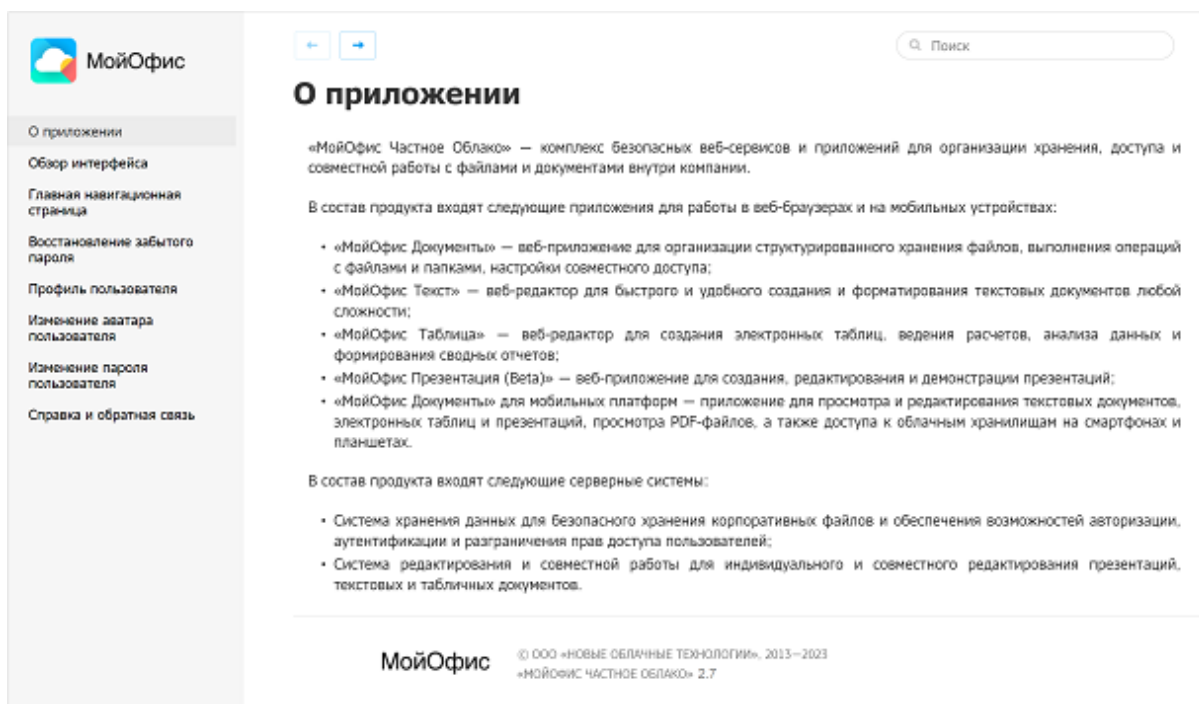 МойОфис
О приложении
Обзор интерфейса
Главная навигационная
страница
Восстановление забытого
пароля
Профиль пользователя
Изменение аватара
пользователя
Изменение пароля
пользователя
Справка и обратная связь
← →
Поиск
О приложении
«МойОфис Частное Облако» — комплекс безопасных веб-сервисов и приложений для организации хранения, доступа и
совместной работы с файлами и документами внутри компании.
В состав продукта входят следующие приложения для работы в веб-браузерах и на мобильных устройствах:
• «МойОфис Документы» — веб-приложение для организации структурированного хранения файлов, выполнения операций
с файлами и папками, настройки совместного доступа;
• «МойОфис Текст» — веб-редактор для быстрого и удобного создания и форматирования текстовых документов любой
сложности;
• «МойОфис Таблица» — веб-редактор для создания электронных таблиц, ведения расчетов, анализа данных и
формирования сводных отчетов;
• «МойОфис Презентация (Beta)» — веб-приложение для создания, редактирования и демонстрации презентаций;
• «МойОфис Документы» для мобильных платформ — приложение для просмотра и редактирования текстовых документов,
электронных таблиц и презентаций, просмотра PDF-файлов, а также доступа к облачным хранилищам на смартфонах и
планшетах.
В состав продукта входят следующие серверные системы:
• Система хранения данных для безопасного хранения корпоративных файлов и обеспечения возможностей авторизации,
аутентификации и разграничения прав доступа пользователей;
• Система редактирования и совместной работы для индивидуального и совместного редактирования презентаций,
текстовых и табличных документов.
МойОфис
© ООО «НОВЫЕ ОБЛАЧНЫЕ ТЕХНОЛОГИИ», 2013—2023
«МОЙОФИС ЧАСТНОЕ ОБЛАКО» 2.7